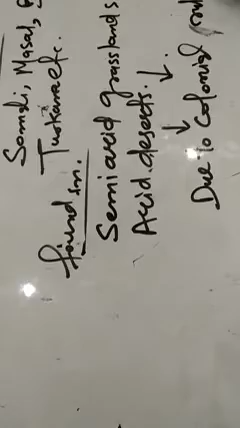 Somali, Masai,
Turkana etc.
found in.
Semi arid grasslands
Arid deserts. ↓
↓
Due to Colonial